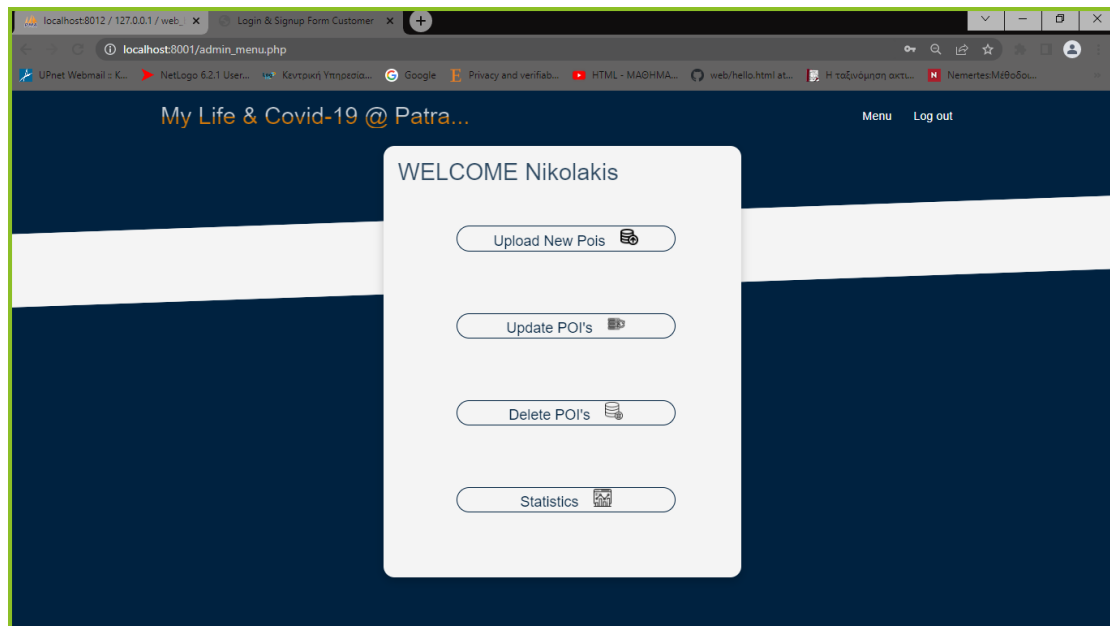 localhost:8012 / 127.0.0.1 / web_
Login & Signup Form Customer
localhost:8001/admin_menu.php
UPnet Webmail :: K...
NetLogo 6.2.1 User...
Κεντρική Υπηρεσία...
Google
Privacy and verifiab...
HTML - ΜΑΘΗΜΑ...
web/hello.html at...
Η ταξινόμηση ακτι...
Nemertes:Μέθοδοι...
My Life & Covid-19 @ Patra...
Menu
Log out
WELCOME Nikolakis
Upload New Pois
Update POI's
Delete POI's
Statistics